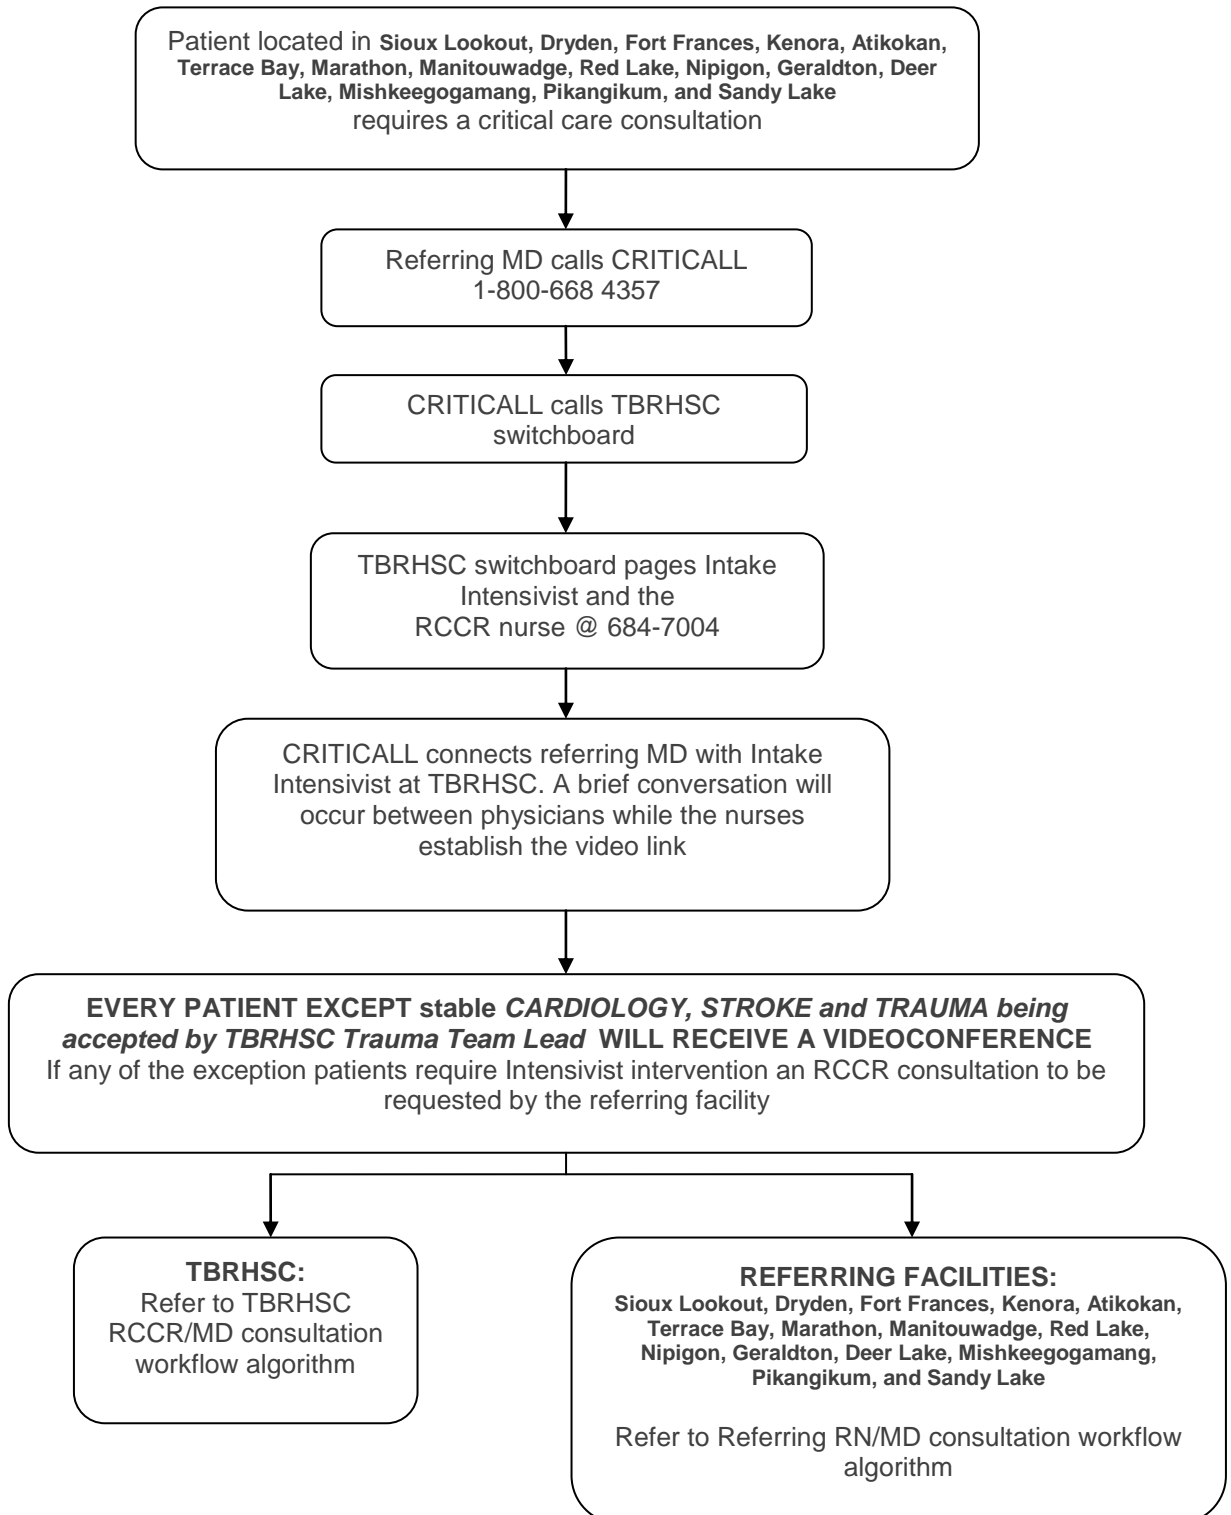 Patient located in Sioux Lookout, Dryden, Fort Frances, Kenora, Atikokan,
Terrace Bay, Marathon, Manitouwadge, Red Lake, Nipigon, Geraldton, Deer
Lake, Mishkeegogamang, Pikangikum, and Sandy Lake
requires a critical care consultation
Referring MD calls CRITICALL
1-800-668 4357
CRITICALL calls TBRHSC
switchboard
TBRHSC switchboard pages Intake
Intensivist and the
RCCR nurse @ 684-7004
CRITICALL connects referring MD with Intake
Intensivist at TBRHSC. A brief conversation will
occur between physicians while the nurses
establish the video link
EVERY PATIENT EXCEPT stable CARDIOLOGY, STROKE and TRAUMA being
accepted by TBRHSC Trauma Team Lead WILL RECEIVE A VIDEOCONFERENCE
If any of the exception patients require Intensivist intervention an RCCR consultation to be
requested by the referring facility
TBRHSC:
Refer to TBRHSC
RCCR/MD consultation
workflow algorithm
REFERRING FACILITIES:
Sioux Lookout, Dryden, Fort Frances, Kenora, Atikokan,
Terrace Bay, Marathon, Manitouwadge, Red Lake,
Nipigon, Geraldton, Deer Lake, Mishkeegogamang,
Pikangikum, and Sandy Lake
Refer to Referring RN/MD consultation workflow
algorithm